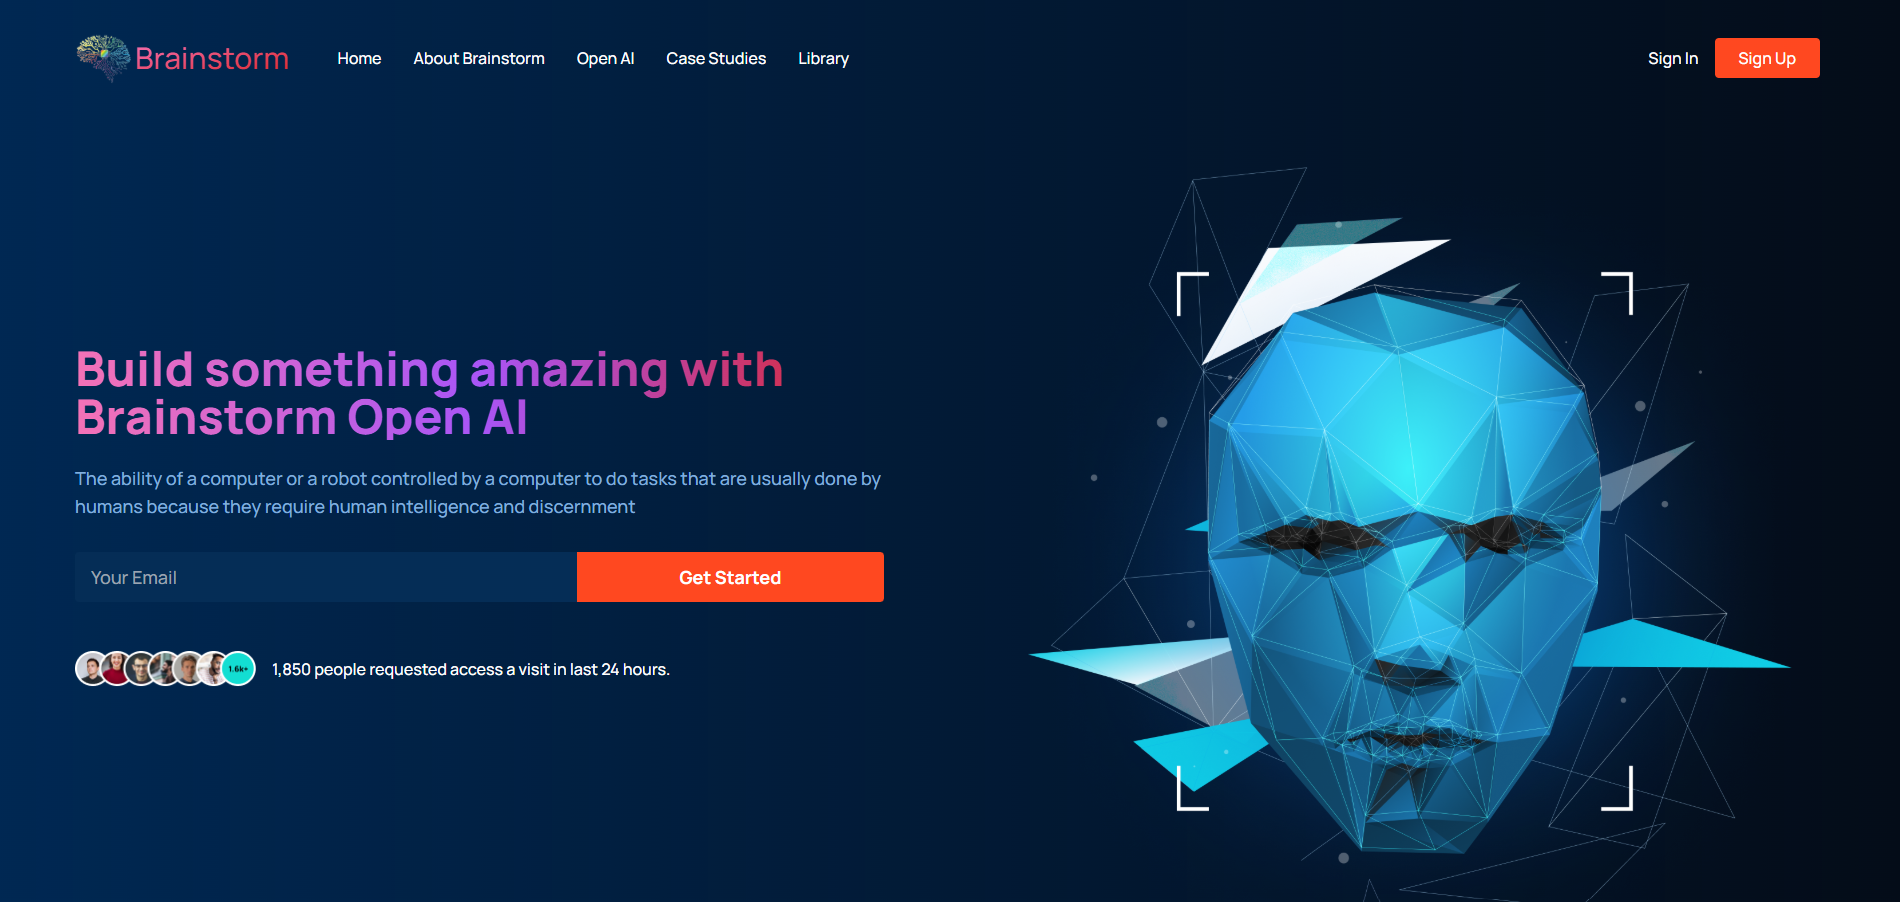 Brainstorm
Home
About Brainstorm
Open AI
Case Studies
Library
Sign In
Sign Up
Build something amazing with
Brainstorm Open AI
The ability of a computer or a robot controlled by a computer to do tasks that are usually done by
humans because they require human intelligence and discernment
Your Email
Get Started
1.6k+
1,850 people requested access a visit in last 24 hours.